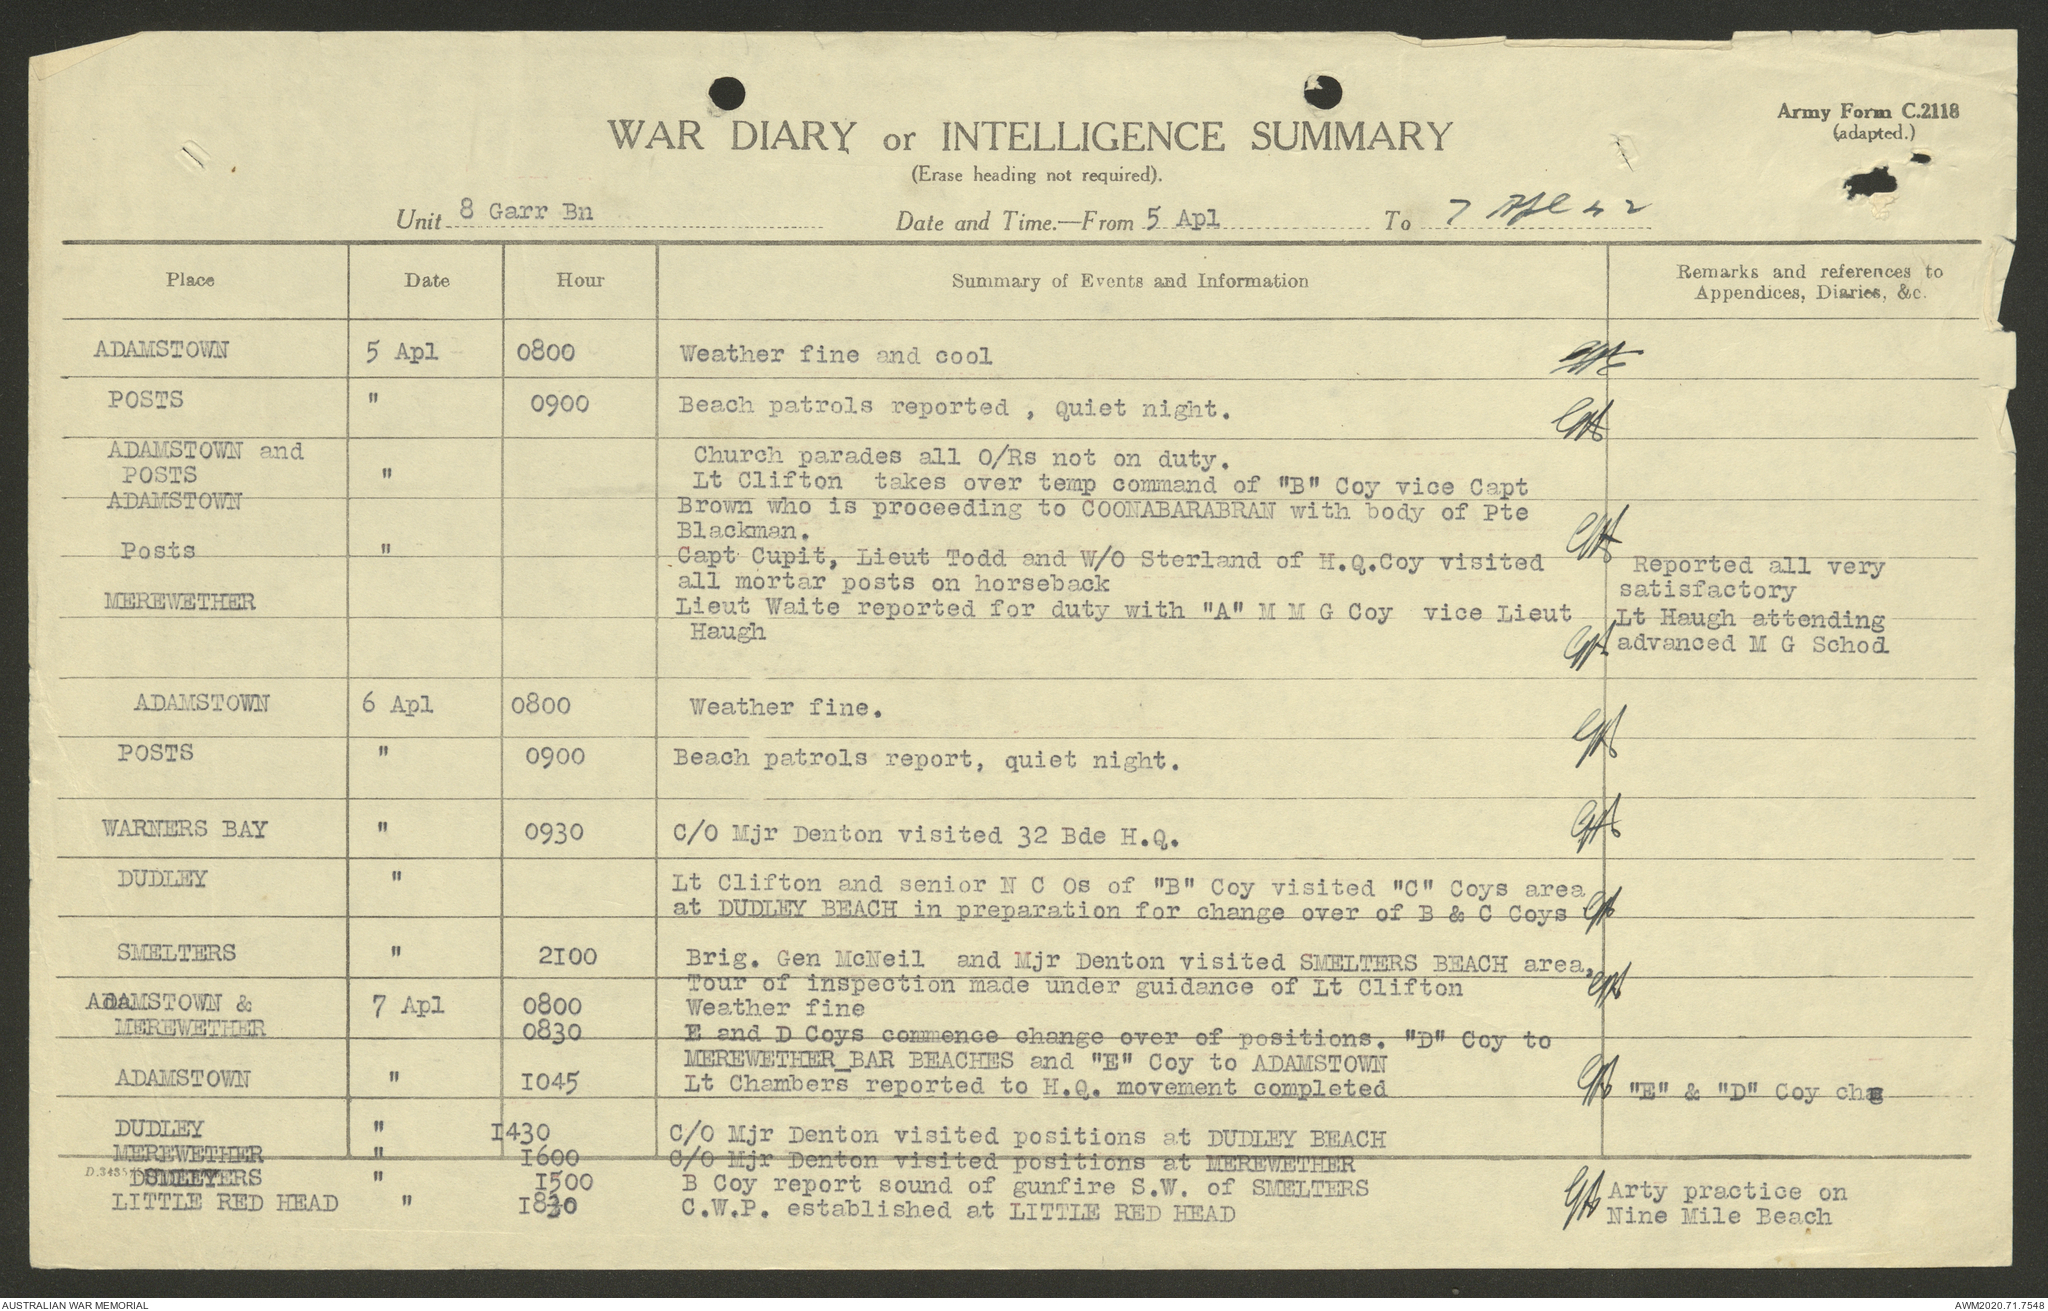 Army Form C.2118
(adapted.)
WAR DIARY or INTELLIGENCE SUMMARY
(Erase heading not required).
Unit 8 Garr Bn Date and Time.—From 5 Apl To 7 Apl 42
Place Date Hour Summary of Events and Information Remarks and references to
Appendices, Diaries, &c.
ADAMSTOWN 5 Apl 0800 Weather fine and cool
POSTS " 0900 Beach patrols reported , Quiet night.
ADAMSTOWN and Church parades all O/Rs not on duty.
POSTS " Lt Clifton takes over temp command of "B" Coy vice Capt
ADAMSTOWN Brown who is proceeding to COONABARABRAN with body of Pte
Blackman.
Posts " Capt Cupit, Lieut Todd and W/O Sterland of H.Q.Coy visited Reported all very
all mortar posts on horseback satisfactory
MEREWETHER Lieut Waite reported for duty with "A" M M G Coy vice Lieut Lt Haugh attending
Haugh advanced M G Schol
ADAMSTOWN 6 Apl 0800 Weather fine.
POSTS " 0900 Beach patrols report, quiet night.
WARNERS BAY " 0930 C/O Mjr Denton visited 32 Bde H.Q.
DUDLEY " Lt Clifton and senior N C Os of "B" Coy visited "C" Coys area
at DUDLEY BEACH in preparation for change over of B & C Coys
SMELTERS " 2100 Brig. Gen McNeil and Mjr Denton visited SMELTERS BEACH area,
Tour of inspection made under guidance of Lt Clifton
ADAMSTOWN & 7 Apl 0800 Weather fine
MEREWETHER 0830 E and D Coys commence change over of positions. "D" Coy to
MEREWETHER_BAR BEACHES and "E" Coy to ADAMSTOWN
ADAMSTOWN " 1045 Lt Chambers reported to H.Q. movement completed "E" & "D" Coy chg
DUDLEY " 1430 C/O Mjr Denton visited positions at DUDLEY BEACH
MEREWETHER " 1600 C/O Mjr Denton visited positions at MEREWETHER
SMELTERS " 1500 B Coy report sound of gunfire S.W. of SMELTERS Arty practice on
LITTLE RED HEAD " 1830 C.W.P. established at LITTLE RED HEAD Nine Mile Beach
AUSTRALIAN WAR MEMORIAL AWM2020.71.7548